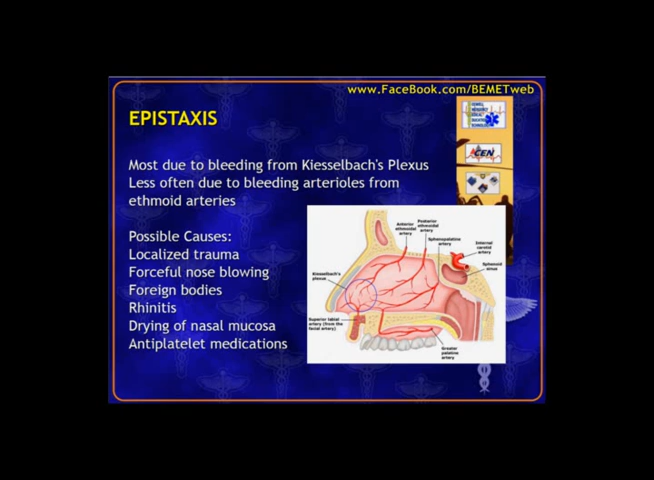 www.FaceBook.com/BEMETweb
EPISTAXIS
Most due to bleeding from Kiesselbach's Plexus
Less often due to bleeding arterioles from
ethmoid arteries
Possible Causes:
Localized trauma
Forceful nose blowing
Foreign bodies
Rhinitis
Drying of nasal mucosa
Antiplatelet medications
Anterior
ethmoidal
artery
Posterior
ethmoidal
artery
Sphenopalatine
artery
Internal
carotid
artery
Sphenoid
sinus
Kiesselbach's
plexus
Superior labial
artery (from the
facial artery)
Greater
palatine
artery
ACEN